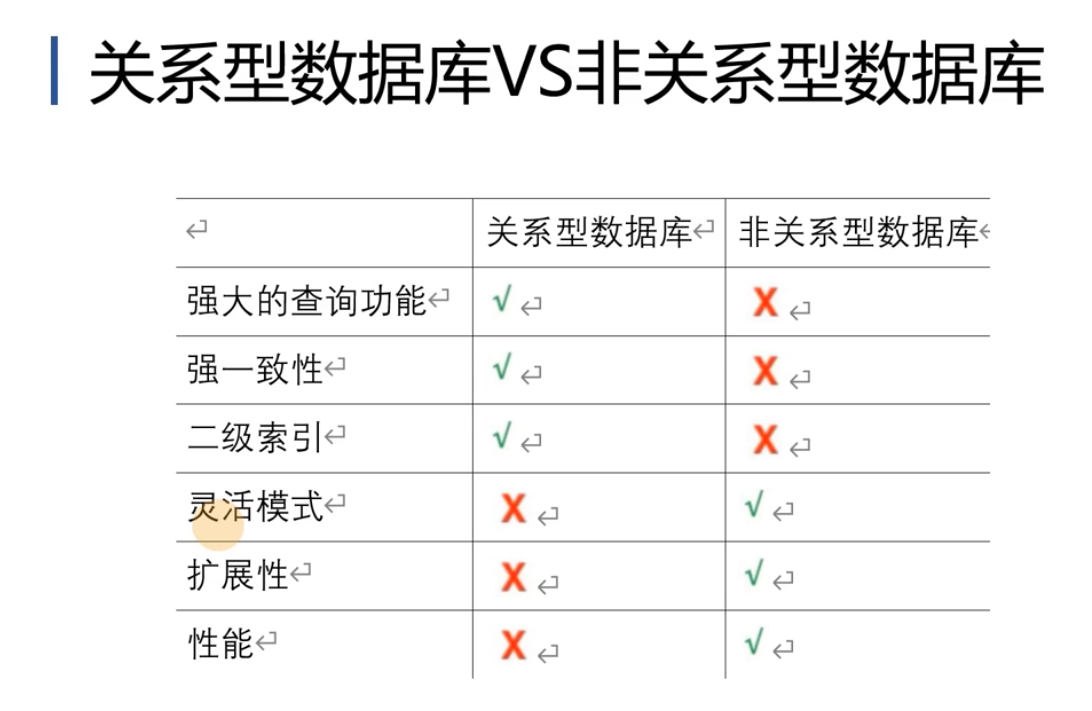 关系型数据库VS非关系型数据库
关系型数据库 非关系型数据库
强大的查询功能 √ X
强一致性 √ X
二级索引 √ X
灵活模式 X √
扩展性 X √
性能 X √